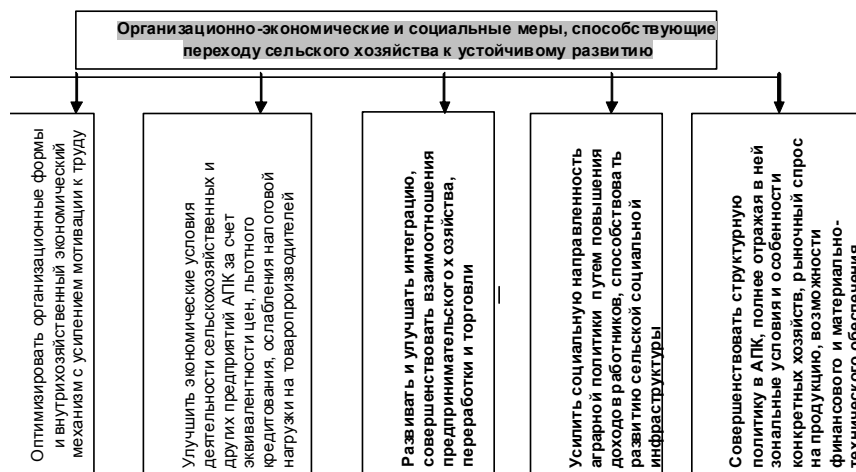 Организационно-экономические и социальные меры, способствующие
переходу сельского хозяйства к устойчивому развитию
Оптимизировать организационные формы
и внутрихозяйственный экономический
механизм с усилением мотивации к труду
Улучшить экономические условия
деятельности сельскохозяйственных и
других предприятий АПК за счет
эквивалентности цен, льготного
кредитования, ослабления налоговой
нагрузки на товаропроизводителей
Развивать и улучшать интеграцию,
совершенствовать взаимоотношения
предпринимательского хозяйства,
переработки и торговли
Усилить социальную направленность
аграрной политики путем повышения
доходов работников, способствовать
развитию сельской социальной
инфраструктуры
Совершенствовать структурную
политику в АПК, полнее отражая в ней
зональные условия и особенности
конкретных хозяйств, рыночный спрос
на продукцию, возможности
финансового и материально-
технического обеспечения